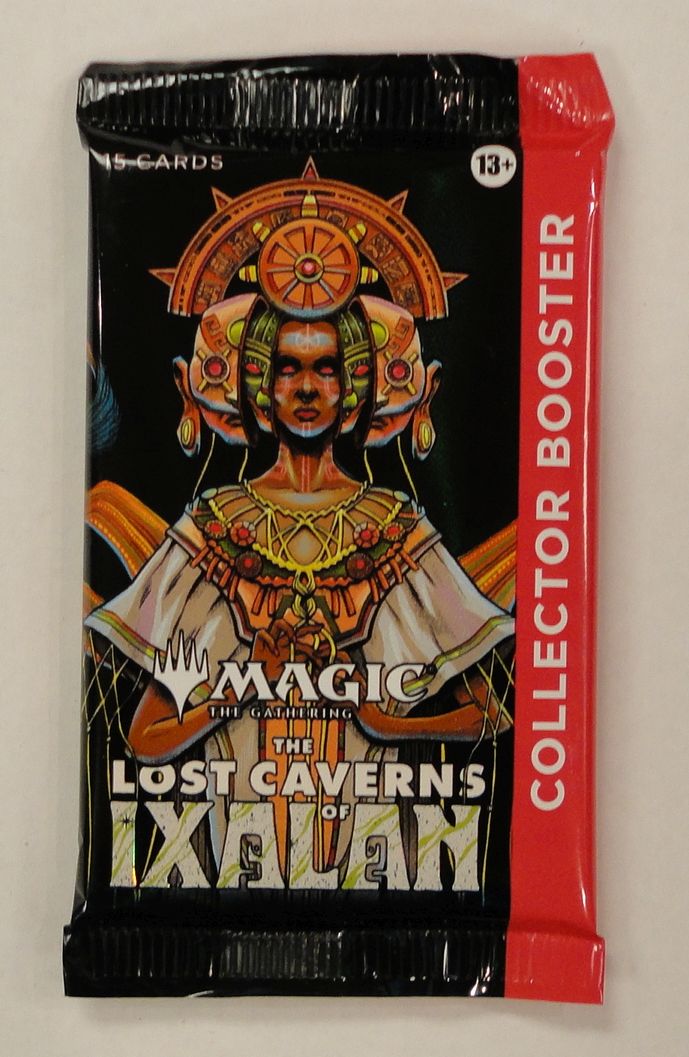 15 CARDS
13+
COLLECTOR BOOSTER
MAGIC
THE GATHERING
THE
LOST CAVERNS
OF
IXALAN